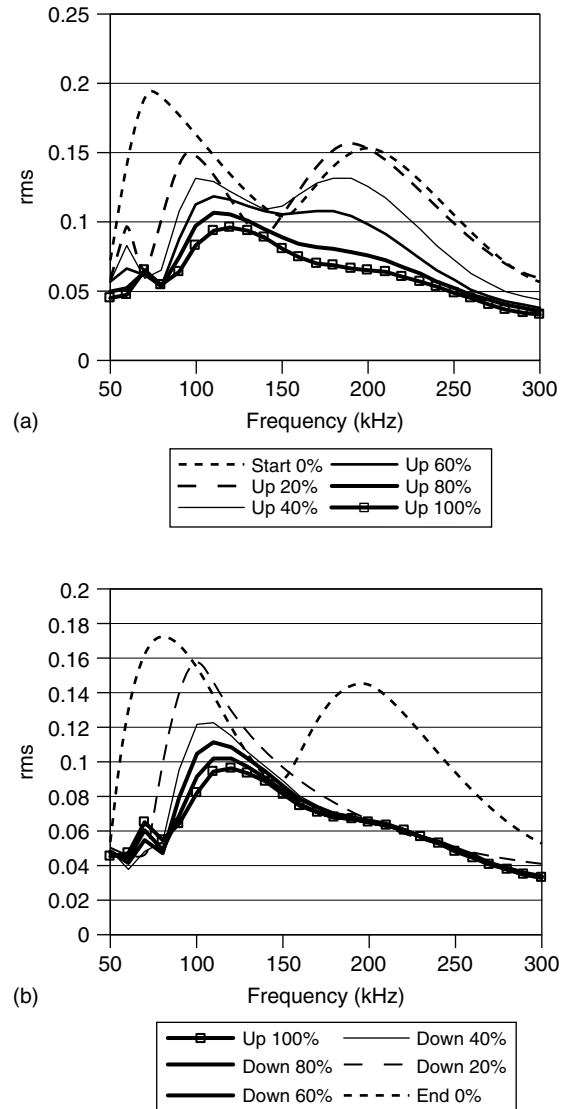 0.25
0.2
0.15
0.1
0.05
0
rms
50 100 150 200 250 300
Frequency (kHz)
(a)
Start 0% Up 60%
Up 20% Up 80%
Up 40% Up 100%
0.2
0.18
0.16
0.14
0.12
0.1
0.08
0.06
0.04
0.02
0
rms
50 100 150 200 250 300
Frequency (kHz)
(b)
Up 100% Down 40%
Down 80% Down 20%
Down 60% End 0%